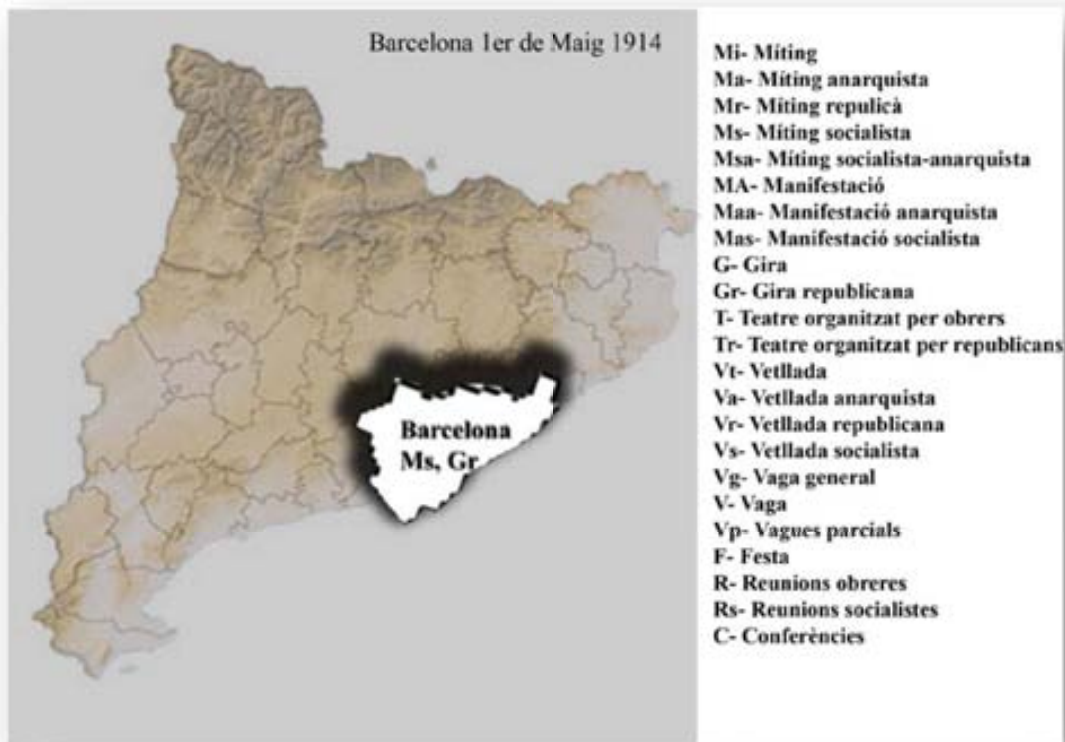 Barcelona 1er de Maig 1914
Barcelona
Ms, Gr
Mi- Míting
Ma- Míting anarquista
Mr- Míting repulicà
Ms- Míting socialista
Msa- Míting socialista-anarquista
MA- Manifestació
Maa- Manifestació anarquista
Mas- Manifestació socialista
G- Gira
Gr- Gira republicana
T- Teatre organitzat per obrers
Tr- Teatre organitzat per republicans
Vt- Vetllada
Va- Vetllada anarquista
Vr- Vetllada republicana
Vs- Vetllada socialista
Vg- Vaga general
V- Vaga
Vp- Vagues parcials
F- Festa
R- Reunions obreres
Rs- Reunions socialistes
C- Conferències